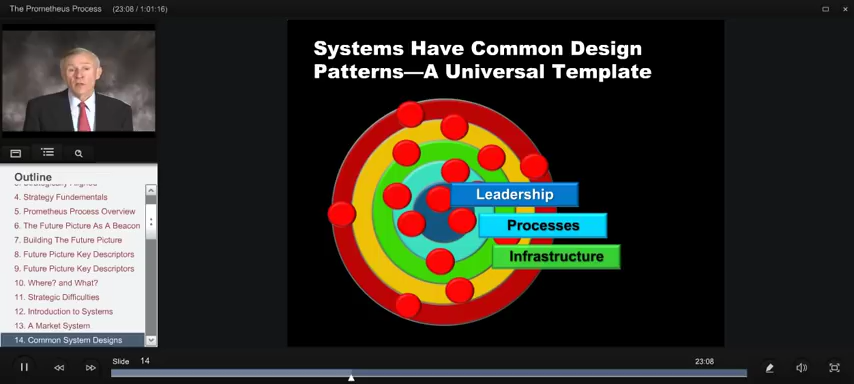 The Prometheus Process (23:08 / 1:01:16)
Systems Have Common Design
Patterns—A Universal Template
Leadership
Processes
Infrastructure
Outline
4. Strategy Fundementals
5. Prometheus Process Overview
6. The Future Picture As A Beacon
7. Building The Future Picture
8. Future Picture Key Descriptors
9. Future Picture Key Descriptors
10. Where? and What?
11. Strategic Difficulties
12. Introduction to Systems
13. A Market System
14. Common System Designs
Slide 14
23:08